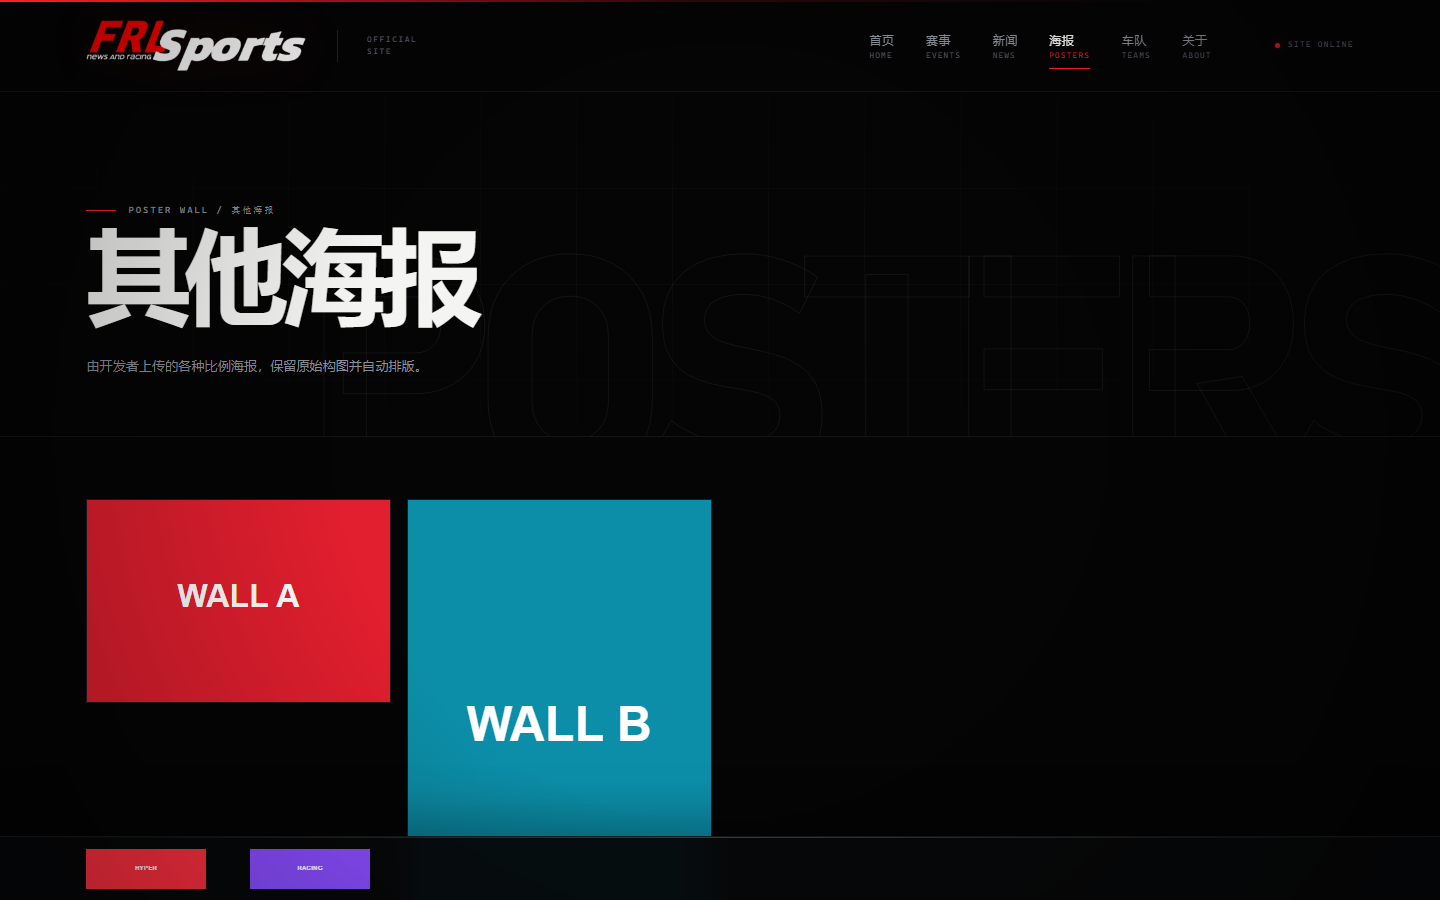 FRL Sports
news AND racing
OFFICIAL
SITE
首页
HOME
赛事
EVENTS
新闻
NEWS
海报
POSTERS
车队
TEAMS
关于
ABOUT
SITE ONLINE
POSTER WALL / 其他海报
其他海报
POSTERS
由开发者上传的各种比例海报，保留原始构图并自动排版。
WALL A
WALL B
HYPER
RACING